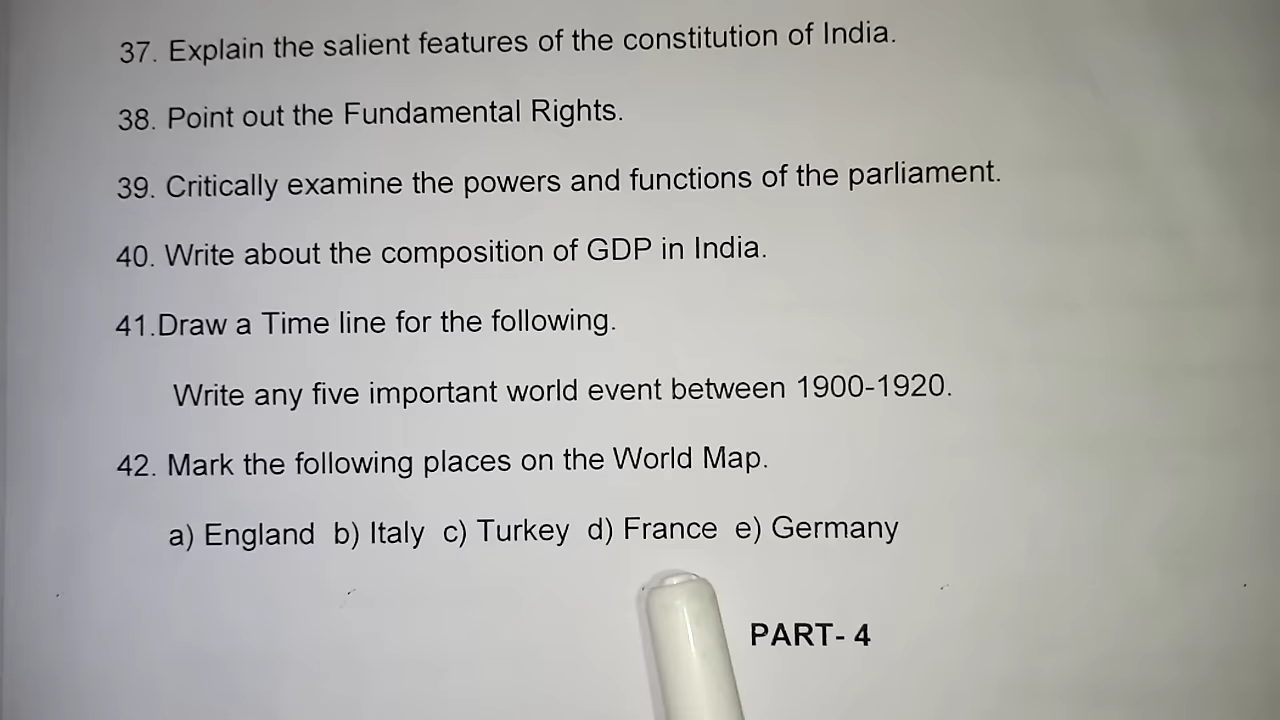 37. Explain the salient features of the constitution of India.
38. Point out the Fundamental Rights.
39. Critically examine the powers and functions of the parliament.
40. Write about the composition of GDP in India.
41.Draw a Time line for the following.
Write any five important world event between 1900-1920.
42. Mark the following places on the World Map.
a) England b) Italy c) Turkey d) France e) Germany
PART- 4